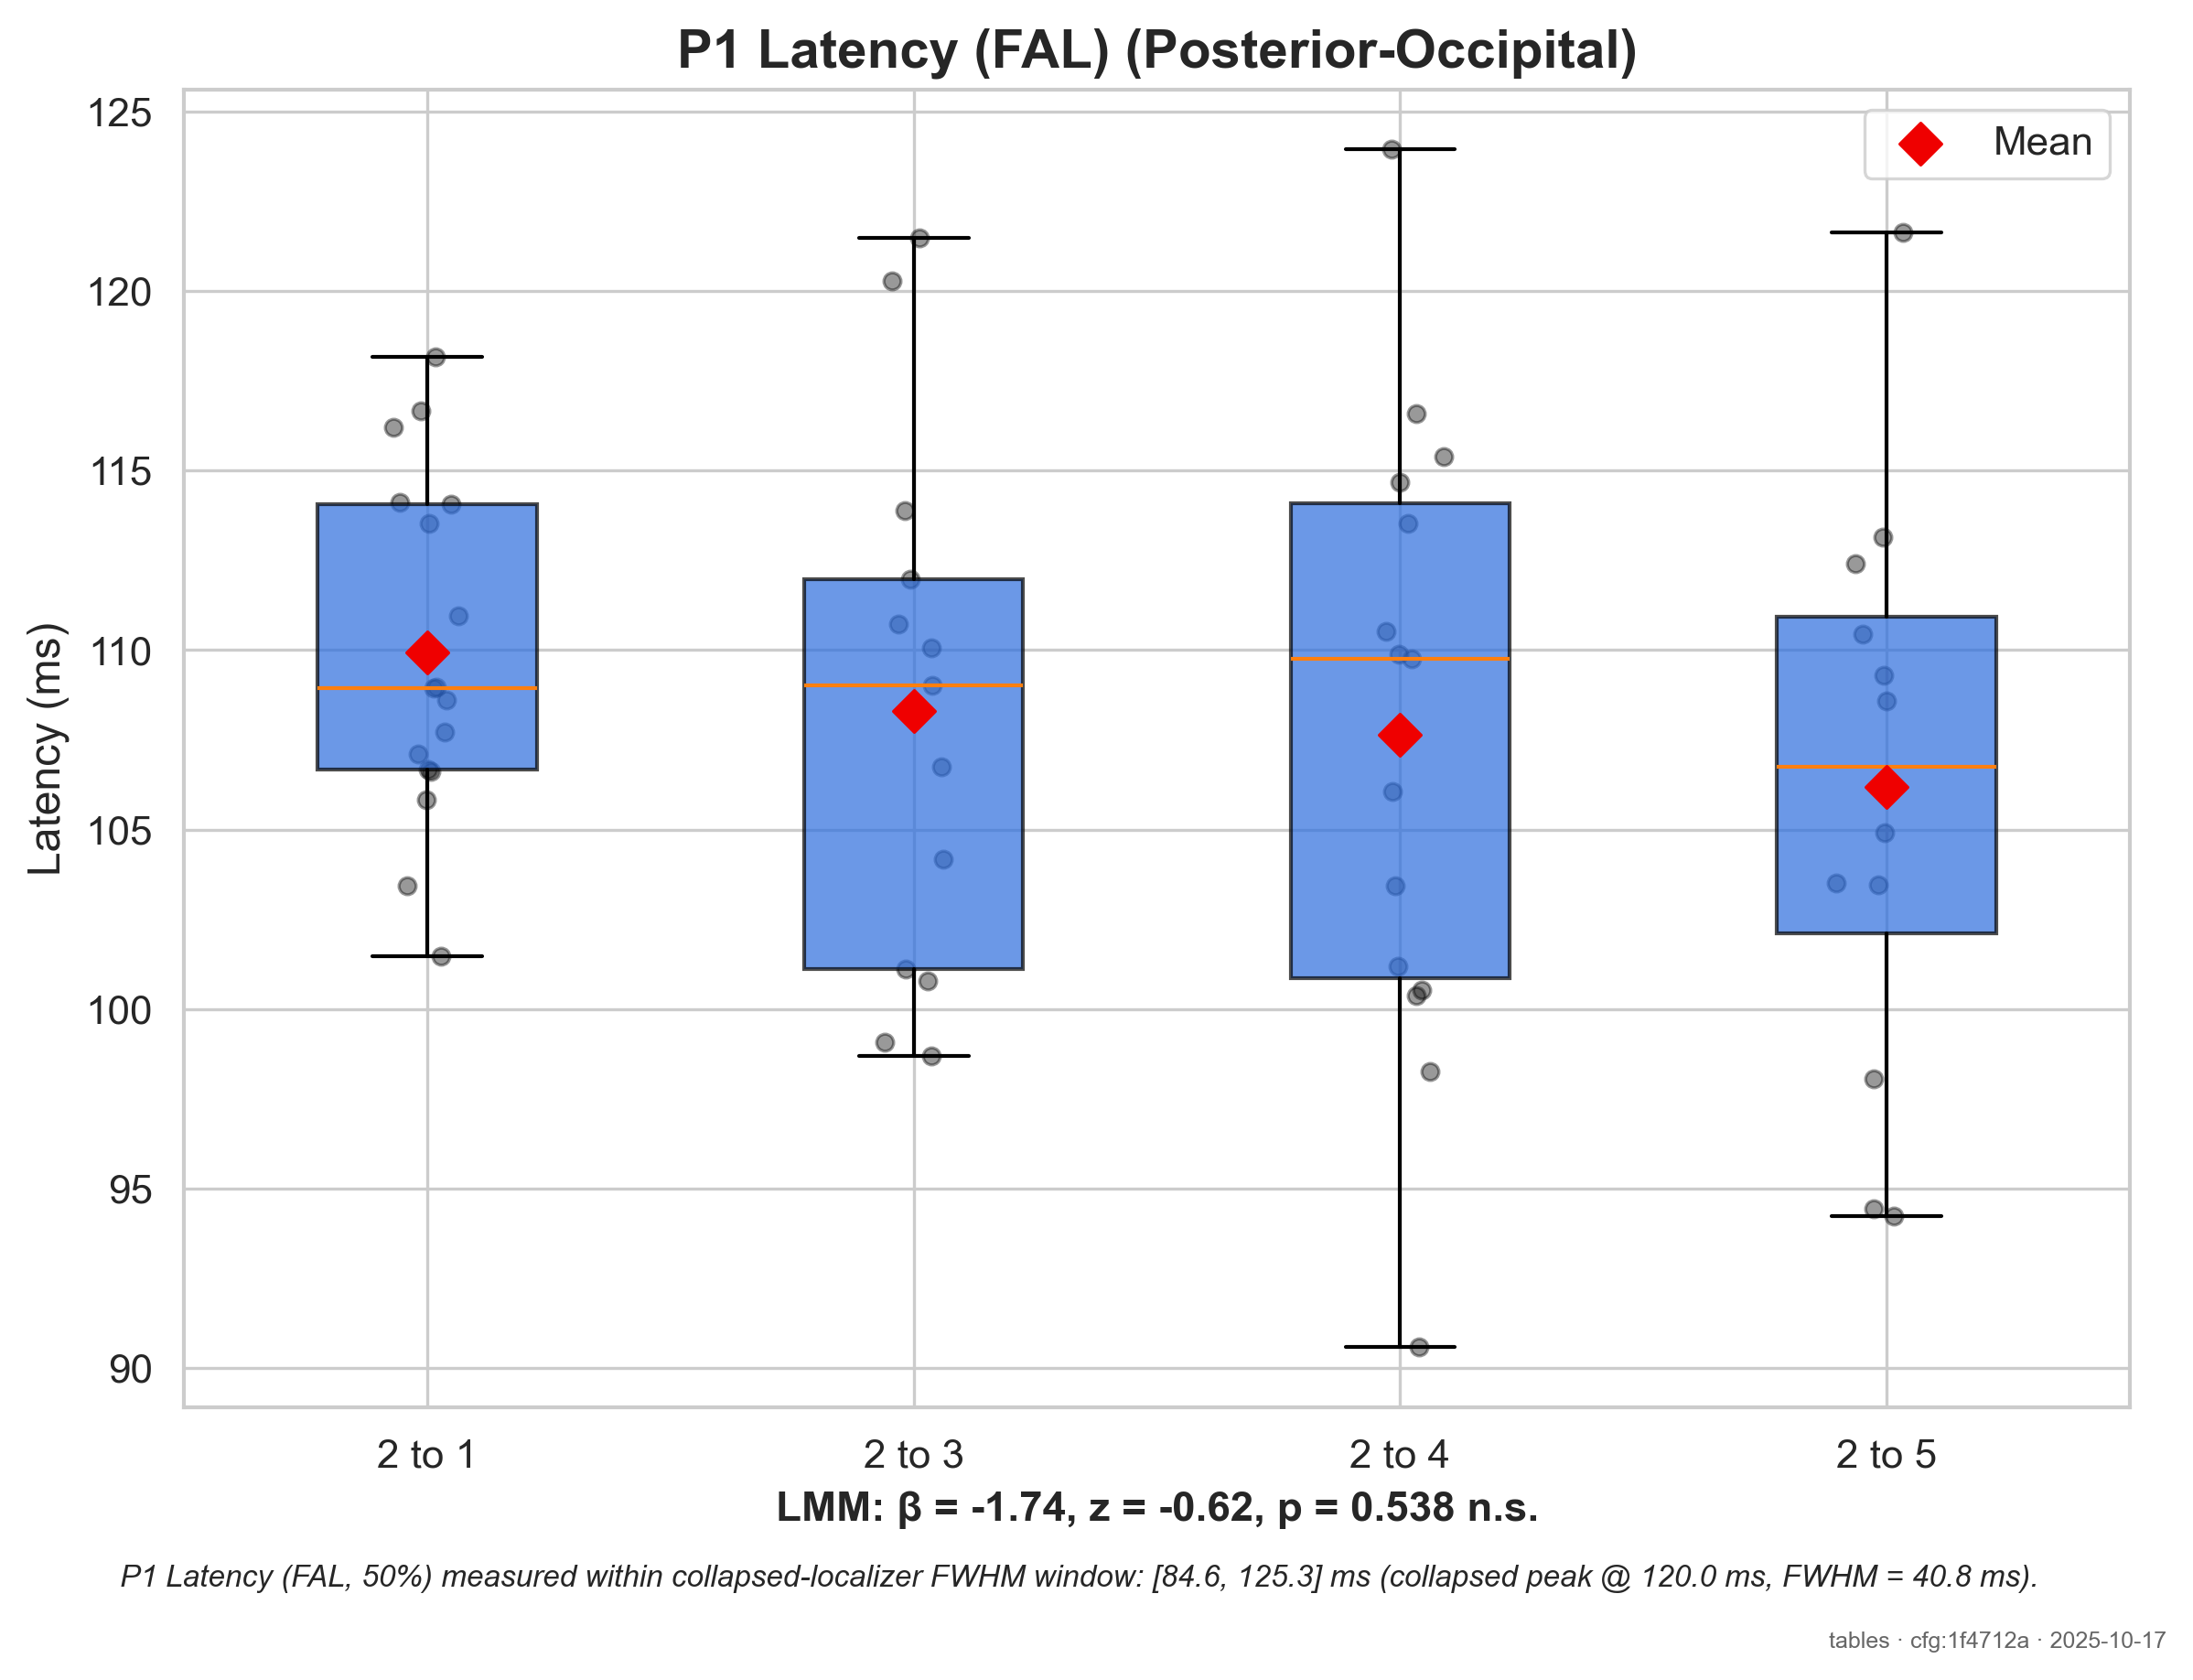 P1 Latency (FAL) (Posterior-Occipital)
Mean
Latency (ms)
125
120
115
110
105
100
95
90
2 to 1
2 to 3
2 to 4
2 to 5
LMM: β = -1.74, z = -0.62, p = 0.538 n.s.
P1 Latency (FAL, 50%) measured within collapsed-localizer FWHM window: [84.6, 125.3] ms (collapsed peak @ 120.0 ms, FWHM = 40.8 ms).
tables · cfg:1f4712a · 2025-10-17